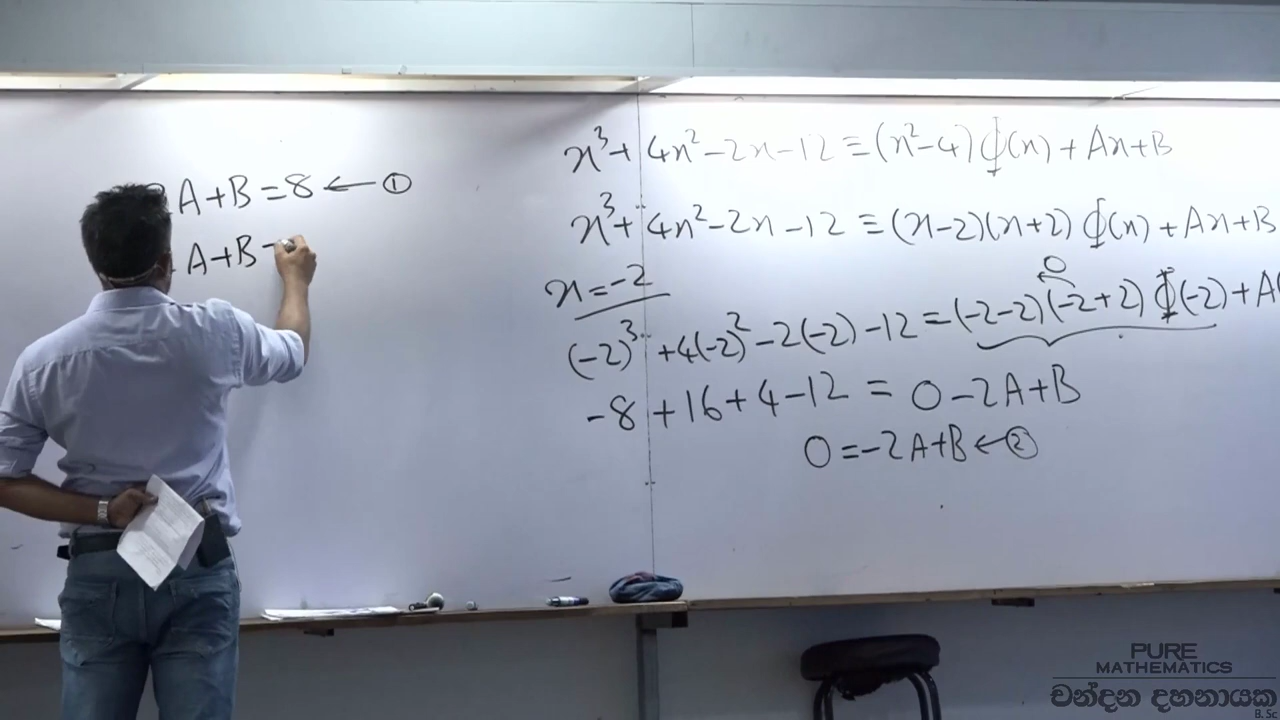 A+B=8 ← ①
A+B
x³+4x²-2x-12≡(x²-4)ϕ(x)+Ax+B
x³+4x²-2x-12≡(x-2)(x+2)ϕ(x)+Ax+B
x=-2
0
(-2)³+4(-2)²-2(-2)-12=(-2-2)(-2+2)ϕ(-2)+A(
-8+16+4-12=0-2A+B
0=-2A+B←②
PURE
MATHEMATICS
චන්දන දහනායක
B.Sc